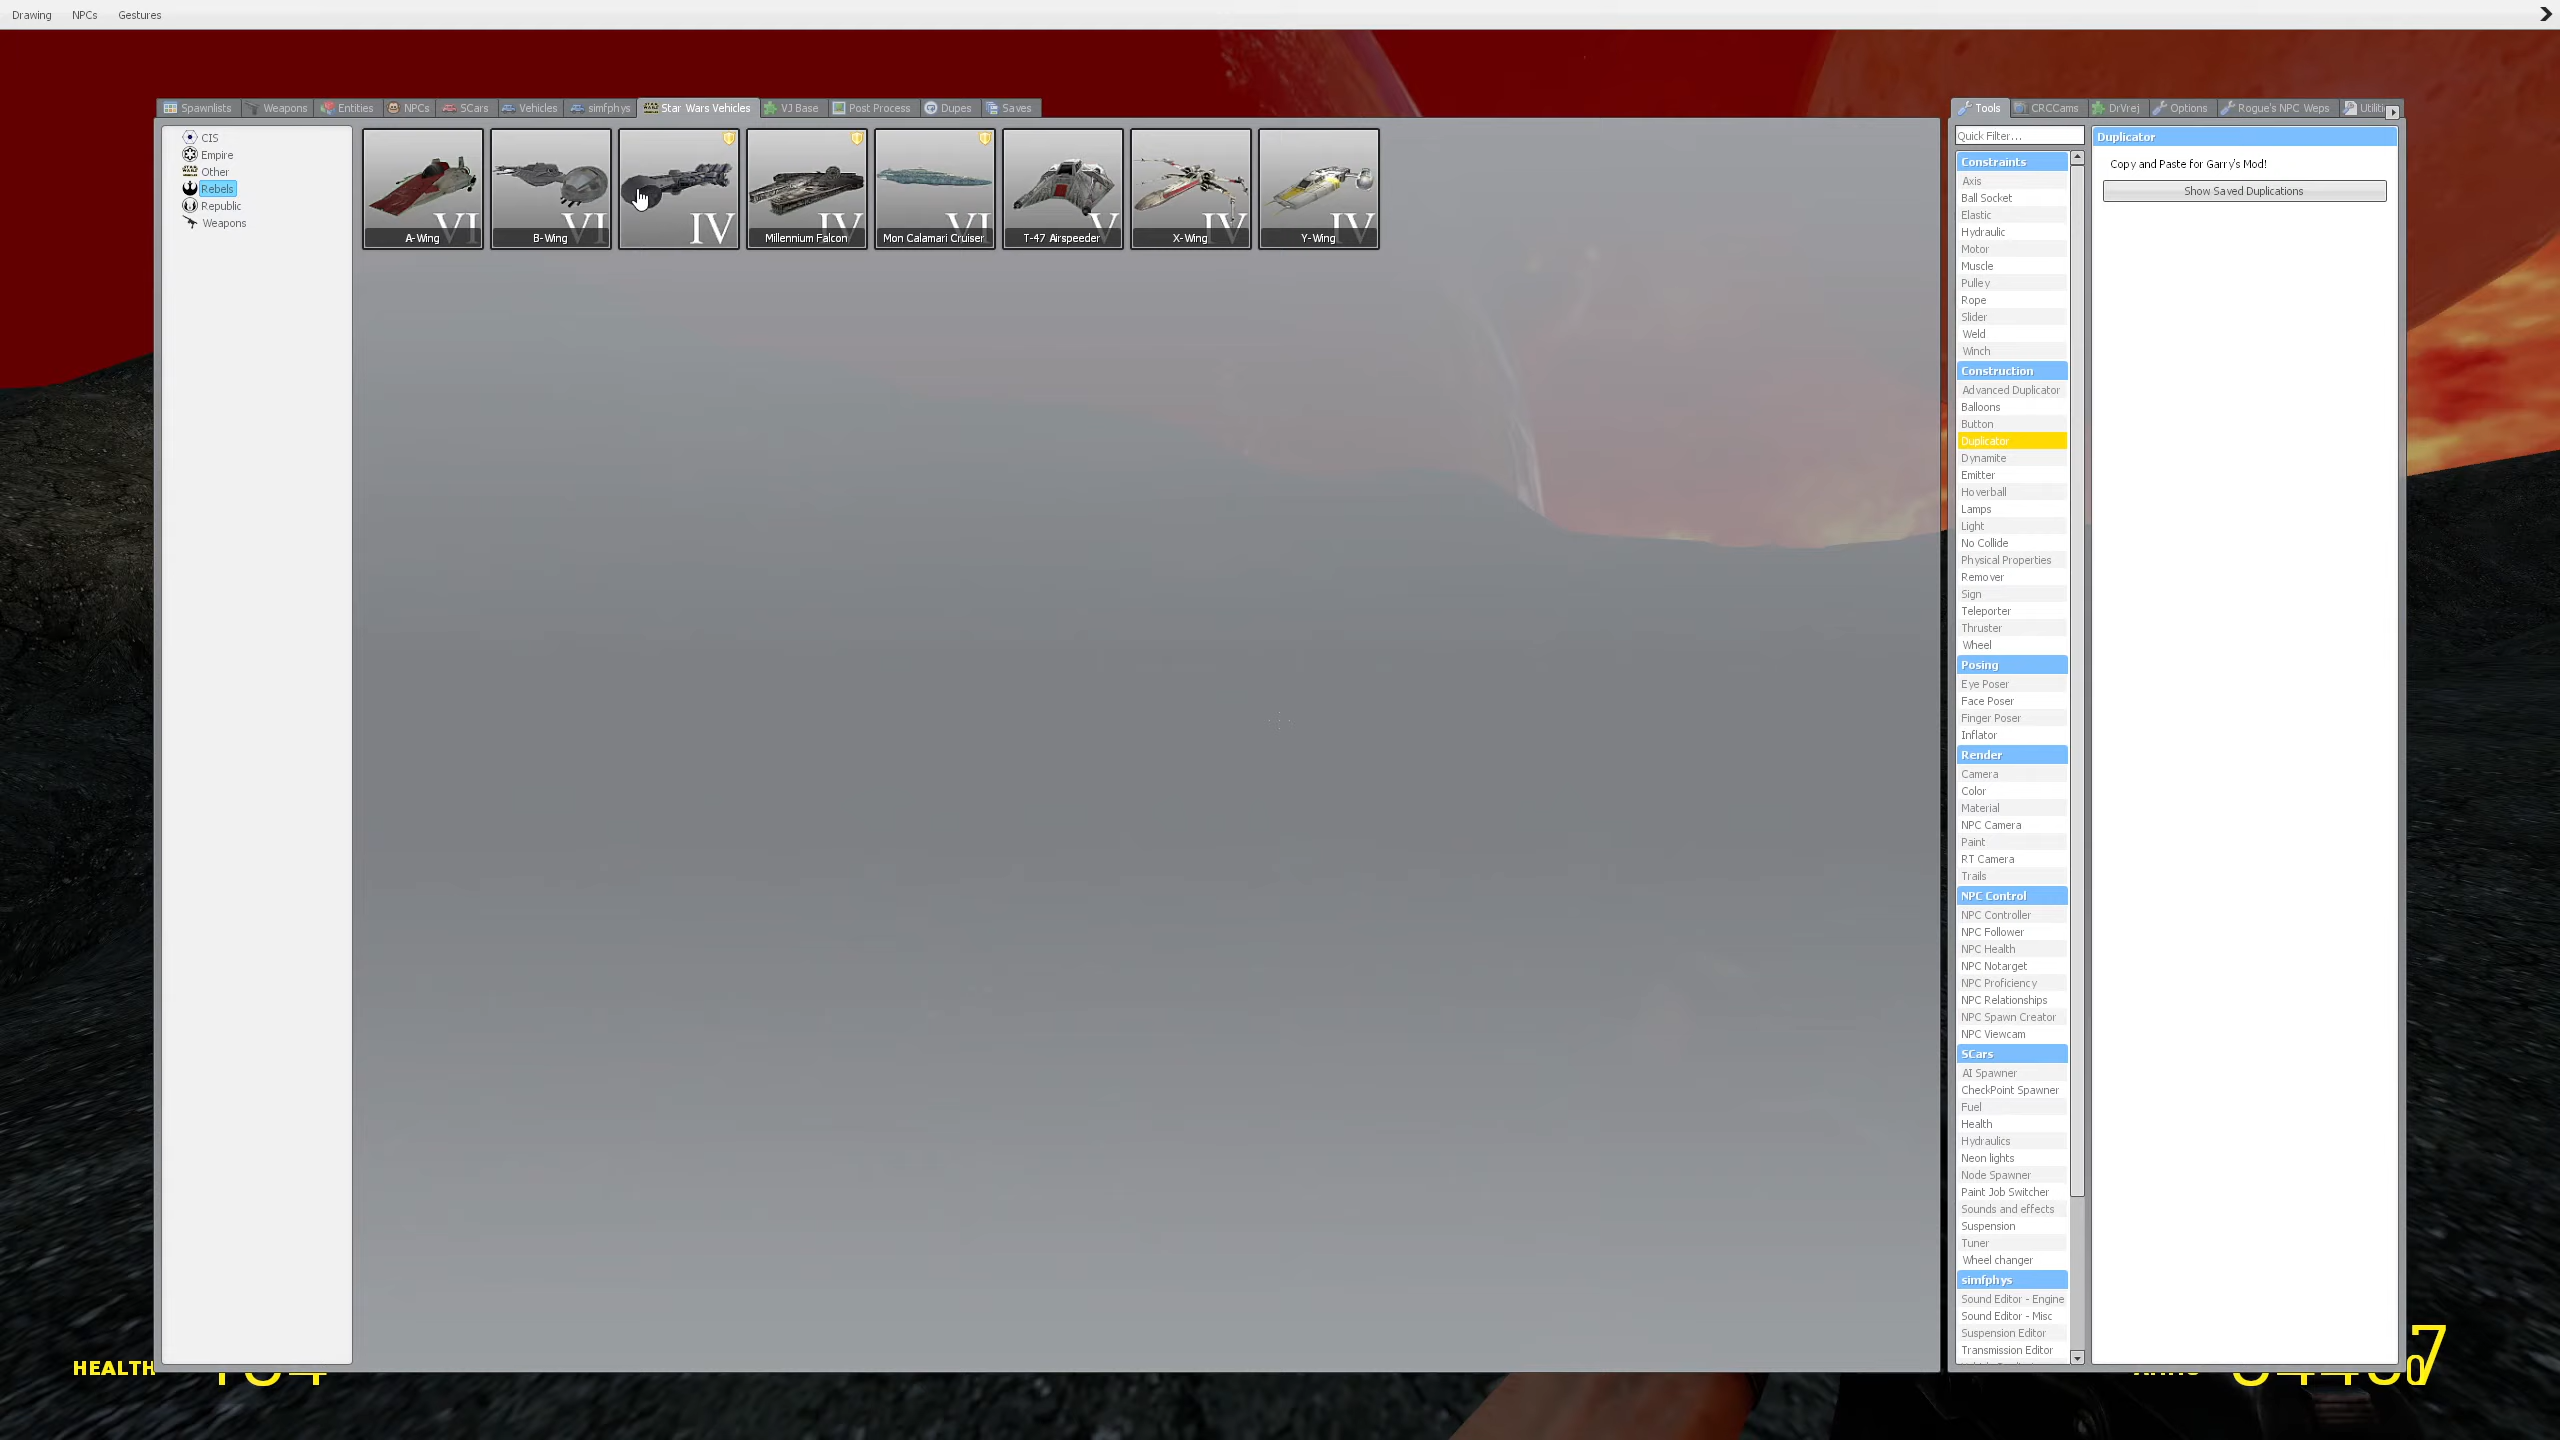 Drawing NPCs Gestures
Spawnlists Weapons Entities NPCs SCars Vehicles simfphys Star Wars Vehicles VJ Base Post Process Dupes Saves
CIS
Empire
Other
Rebels
Republic
Weapons
VI VI IV IV VI V IV IV
A-Wing B-Wing Millennium Falcon Mon Calamari Cruiser T-47 Airspeeder X-Wing Y-Wing
Tools CRCCams DrVrej Options Rogue's NPC Weps Utiliti
Quick Filter...
Constraints
Axis
Ball Socket
Elastic
Hydraulic
Motor
Muscle
Pulley
Rope
Slider
Weld
Winch
Construction
Advanced Duplicator
Balloons
Button
Duplicator
Dynamite
Emitter
Hoverball
Lamps
Light
No Collide
Physical Properties
Remover
Sign
Teleporter
Thruster
Wheel
Posing
Eye Poser
Face Poser
Finger Poser
Inflator
Render
Camera
Color
Material
NPC Camera
Paint
RT Camera
Trails
NPC Control
NPC Controller
NPC Follower
NPC Health
NPC Notarget
NPC Proficiency
NPC Relationships
NPC Spawn Creator
NPC Viewcam
SCars
AI Spawner
CheckPoint Spawner
Fuel
Health
Hydraulics
Neon lights
Node Spawner
Paint Job Switcher
Sounds and effects
Suspension
Tuner
Wheel changer
simfphys
Sound Editor - Engine
Sound Editor - Misc
Suspension Editor
Transmission Editor
Duplicator
Copy and Paste for Garry's Mod!
Show Saved Duplications
HEALTH